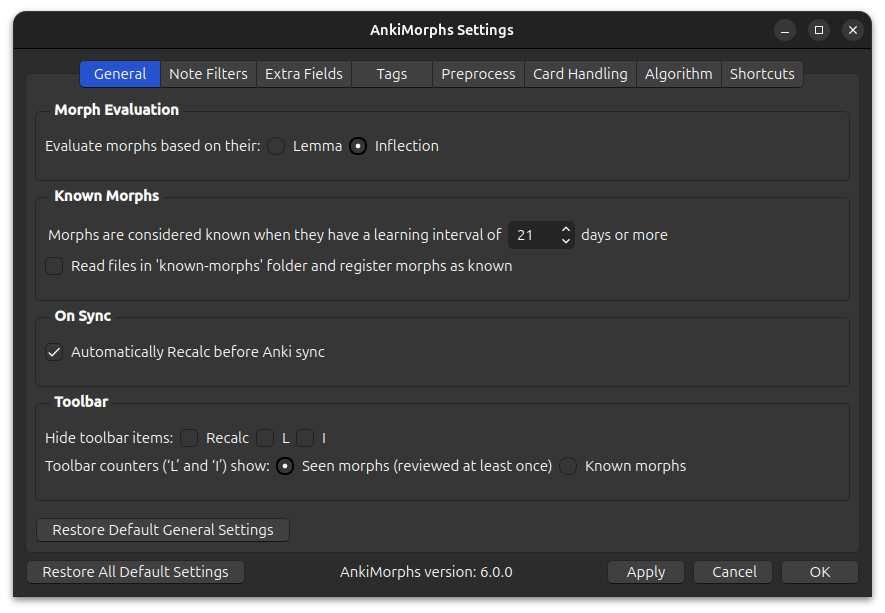 AnkiMorphs Settings
General Note Filters Extra Fields Tags Preprocess Card Handling Algorithm Shortcuts
Morph Evaluation
Evaluate morphs based on their: Lemma Inflection
Known Morphs
Morphs are considered known when they have a learning interval of 21 days or more
Read files in 'known-morphs' folder and register morphs as known
On Sync
Automatically Recalc before Anki sync
Toolbar
Hide toolbar items: Recalc L I
Toolbar counters (‘L’ and ‘I’) show: Seen morphs (reviewed at least once) Known morphs
Restore Default General Settings
Restore All Default Settings AnkiMorphs version: 6.0.0 Apply Cancel OK